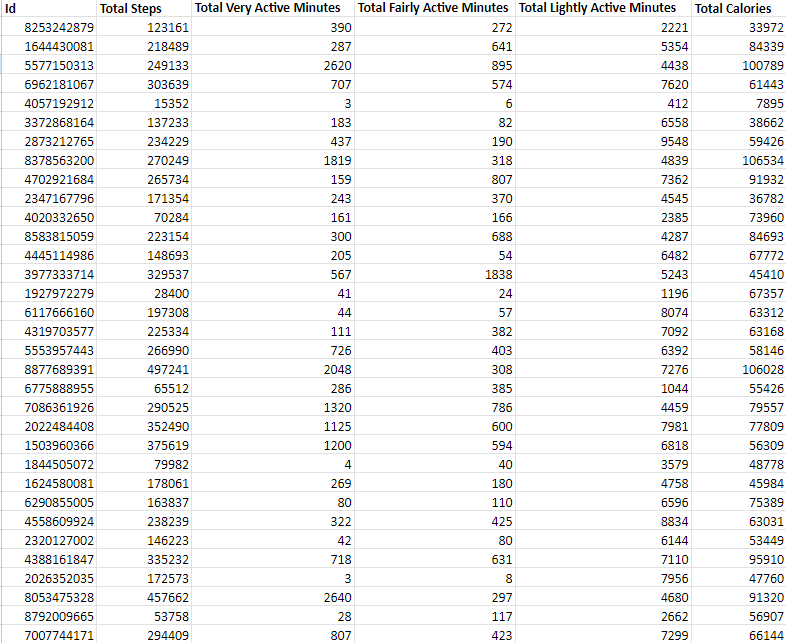 Id Total Steps Total Very Active Minutes Total Fairly Active Minutes Total Lightly Active Minutes Total Calories
8253242879 123161 390 272 2221 33972
1644430081 218489 287 641 5354 84339
5577150313 249133 2620 895 4438 100789
6962181067 303639 707 574 7620 61443
4057192912 15352 3 6 412 7895
3372868164 137233 183 82 6558 38662
2873212765 234229 437 190 9548 59426
8378563200 270249 1819 318 4839 106534
4702921684 265734 159 807 7362 91932
2347167796 171354 243 370 4545 36782
4020332650 70284 161 166 2385 73960
8583815059 223154 300 688 4287 84693
4445114986 148693 205 54 6482 67772
3977333714 329537 567 1838 5243 45410
1927972279 28400 41 24 1196 67357
6117666160 197308 44 57 8074 63312
4319703577 225334 111 382 7092 63168
5553957443 266990 726 403 6392 58146
8877689391 497241 2048 308 7276 106028
6775888955 65512 286 385 1044 55426
7086361926 290525 1320 786 4459 79557
2022484408 352490 1125 600 7981 77809
1503960366 375619 1200 594 6818 56309
1844505072 79982 4 40 3579 48778
1624580081 178061 269 180 4758 45984
6290855005 163837 80 110 6596 75389
4558609924 238239 322 425 8834 63031
2320127002 146223 42 80 6144 53449
4388161847 335232 718 631 7110 95910
2026352035 172573 3 8 7956 47760
8053475328 457662 2640 297 4680 91320
8792009665 53758 28 117 2662 56907
7007744171 294409 807 423 7299 66144